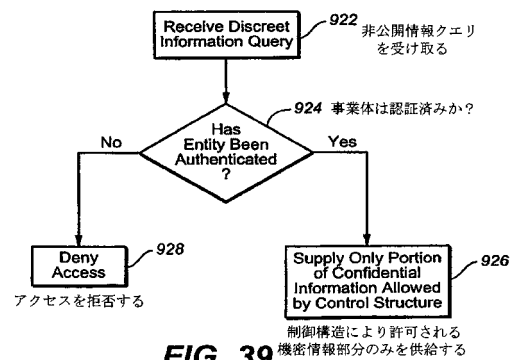 Receive Discreet
Information Query
922
非公開情報クエリ
を受け取る
924 事業体は認証済みか？
Has
Entity Been
Authenticated
?
No
Yes
Deny
Access
928
アクセスを拒否する
Supply Only Portion
of Confidential
Information Allowed
by Control Structure
926
制御構造により許可される
機密情報部分のみを供給する
FIG. 39